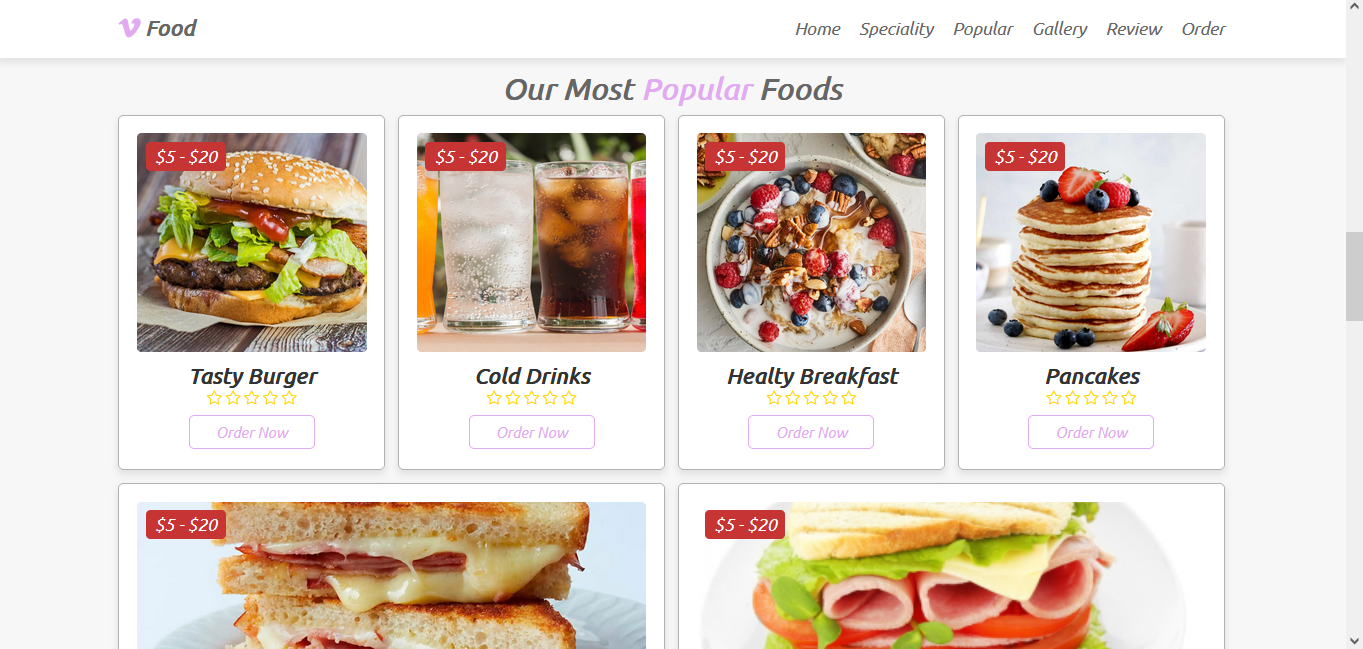 Food
Home Speciality Popular Gallery Review Order
Our Most Popular Foods
$5 - $20 $5 - $20 $5 - $20 $5 - $20
Tasty Burger Cold Drinks Healty Breakfast Pancakes
Order Now Order Now Order Now Order Now
$5 - $20 $5 - $20